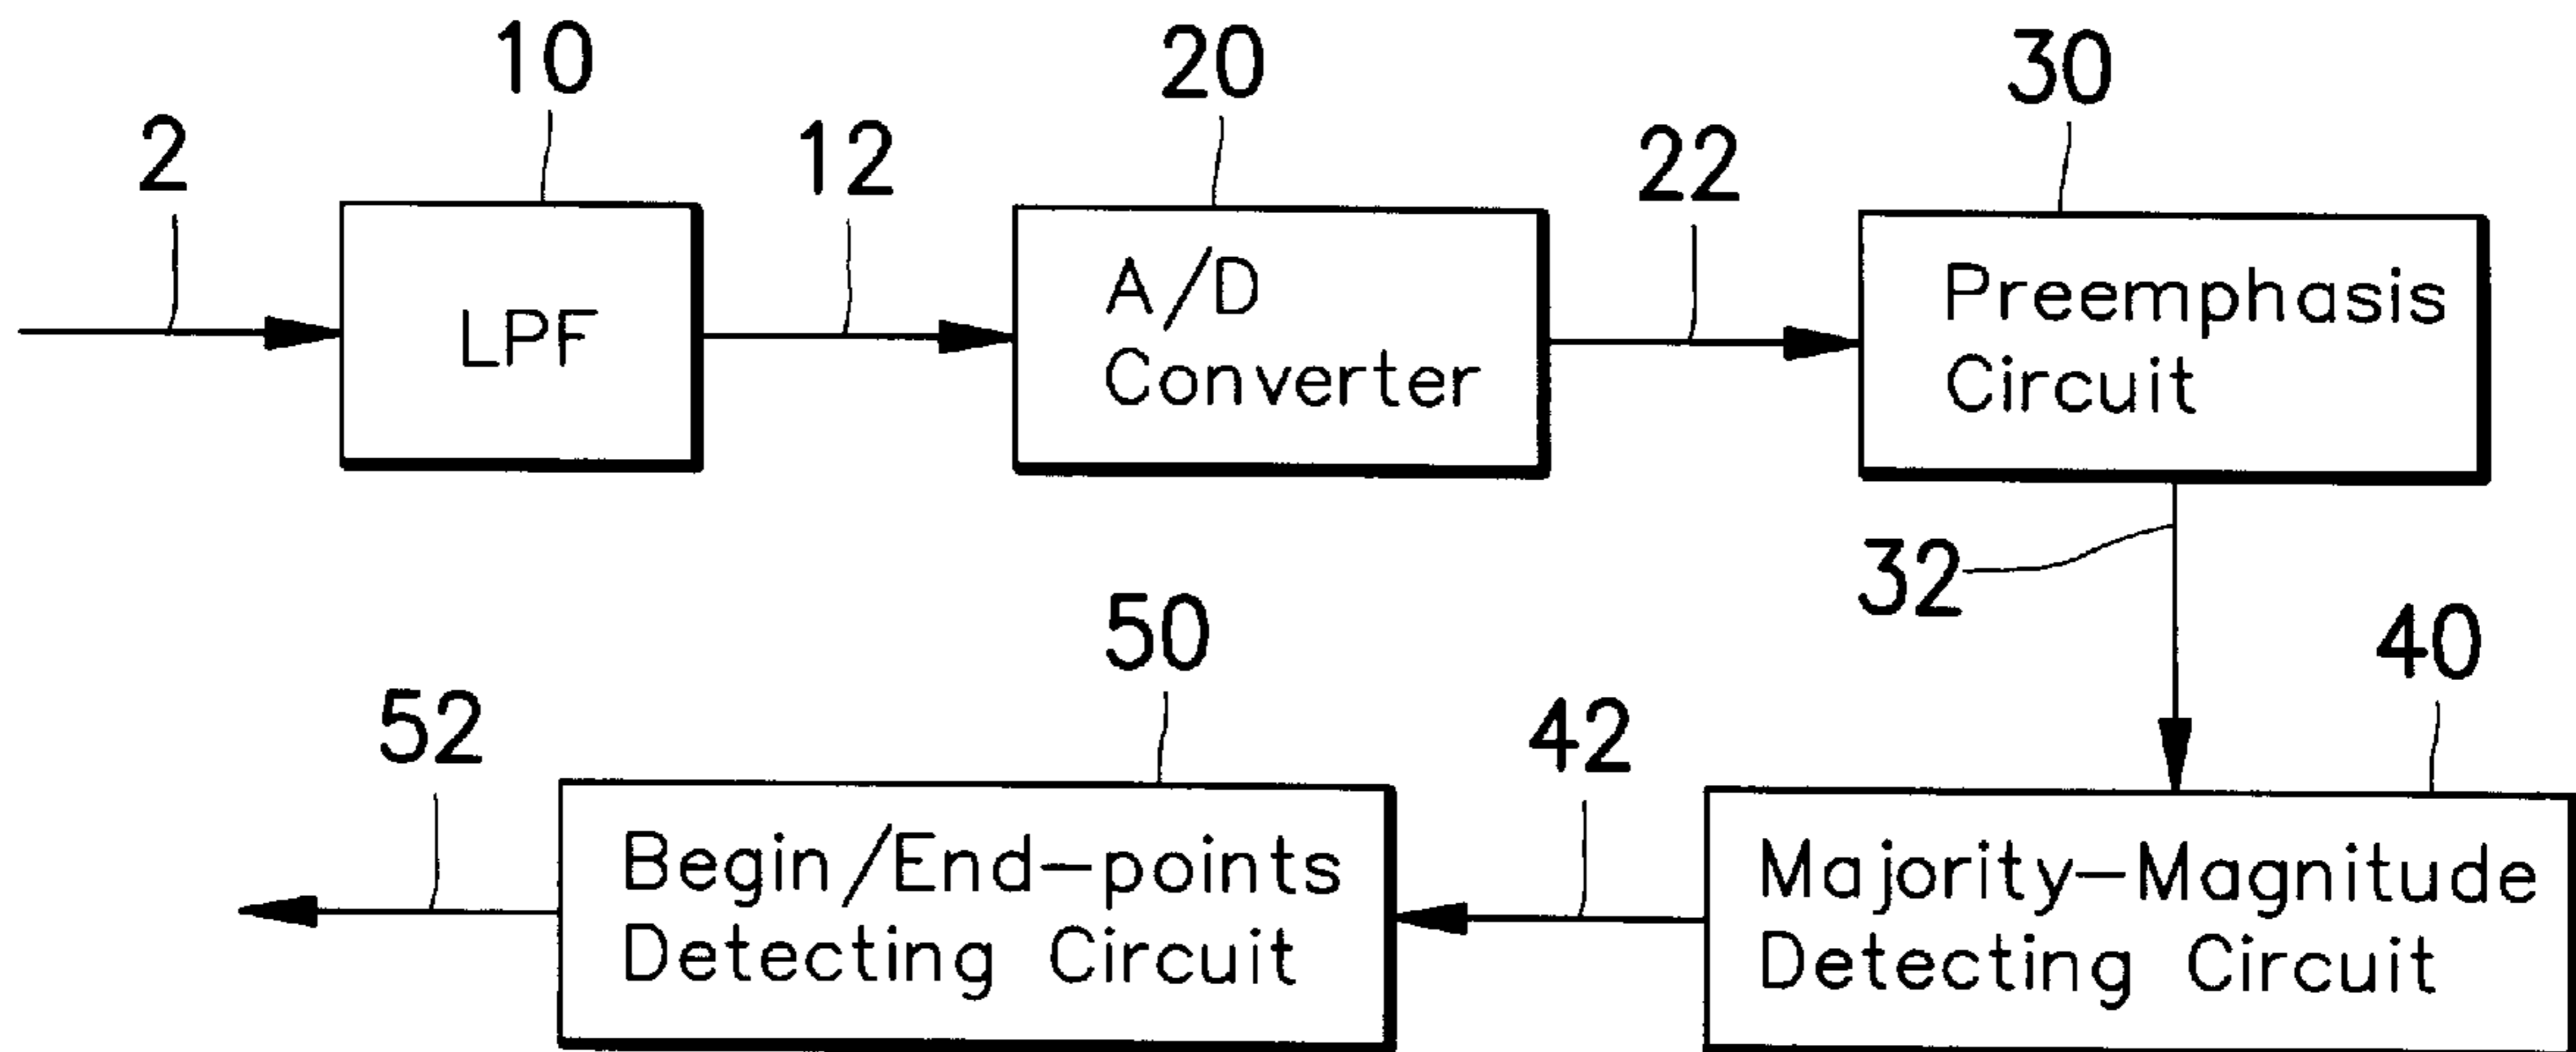 10
20
30
2
12
22
LPF
A/D
Converter
Preemphasis
Circuit
32
50
40
52
42
Begin/End-points
Detecting Circuit
Majority-Magnitude
Detecting Circuit